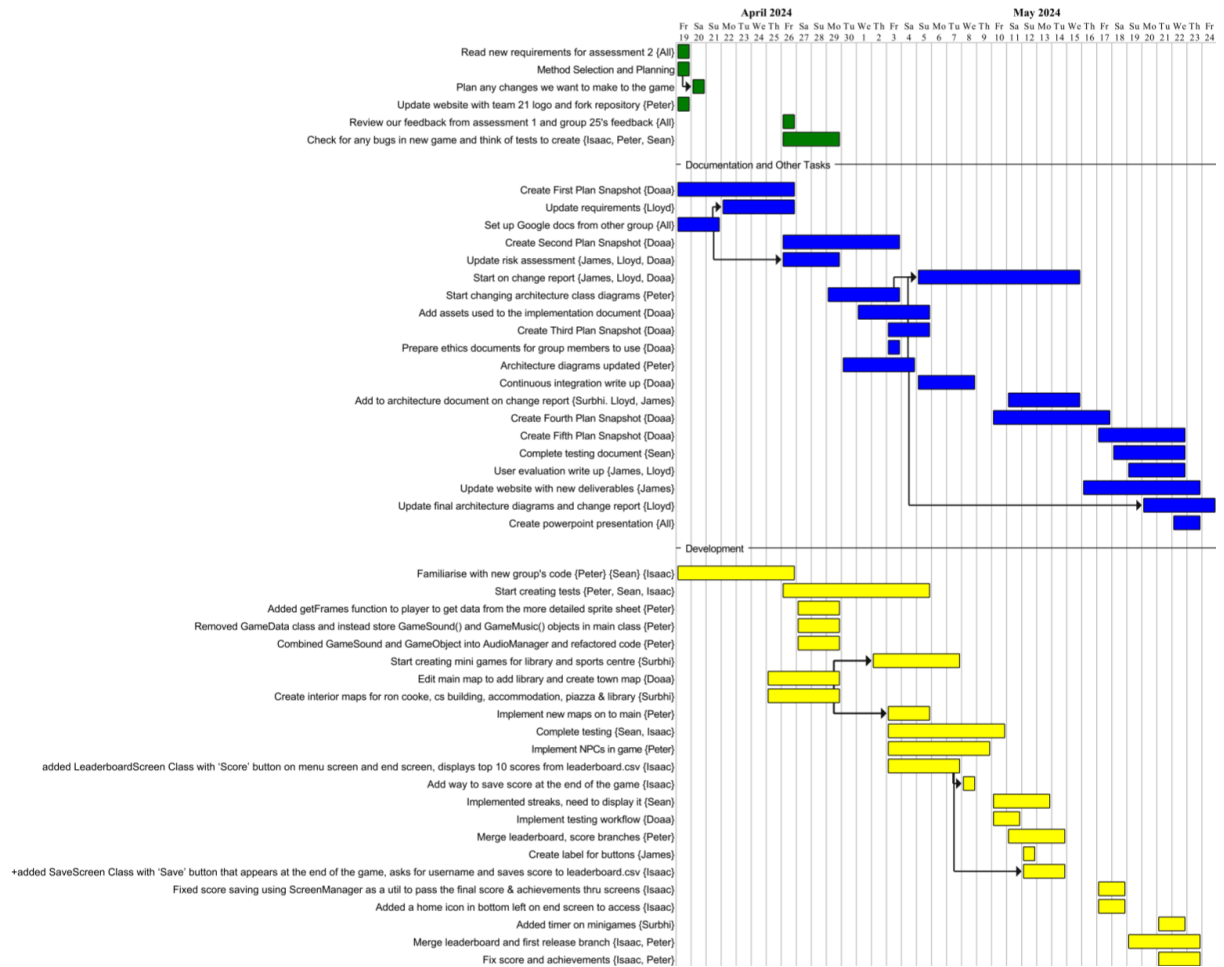 April 2024 May 2024
Fr Sa Su Mo Tu We Th Fr Sa Su Mo Tu We Th Fr Sa Su Mo Tu We Th Fr Sa Su Mo Tu We Th Fr Sa Su Mo Tu We Th Fr
19 20 21 22 23 24 25 26 27 28 29 30 1 2 3 4 5 6 7 8 9 10 11 12 13 14 15 16 17 18 19 20 21 22 23 24
Read new requirements for assessment 2 {All}
Method Selection and Planning
Plan any changes we want to make to the game
Update website with team 21 logo and fork repository {Peter}
Review our feedback from assessment 1 and group 25's feedback {All}
Check for any bugs in new game and think of tests to create {Isaac, Peter, Sean}
Documentation and Other Tasks
Create First Plan Snapshot {Doaa}
Update requirements {Lloyd}
Set up Google docs from other group {All}
Create Second Plan Snapshot {Doaa}
Update risk assessment {James, Lloyd, Doaa}
Start on change report {James, Lloyd, Doaa}
Start changing architecture class diagrams {Peter}
Add assets used to the implementation document {Doaa}
Create Third Plan Snapshot {Doaa}
Prepare ethics documents for group members to use {Doaa}
Architecture diagrams updated {Peter}
Continuous integration write up {Doaa}
Add to architecture document on change report {Surbhi. Lloyd, James}
Create Fourth Plan Snapshot {Doaa}
Create Fifth Plan Snapshot {Doaa}
Complete testing document {Sean}
User evaluation write up {James, Lloyd}
Update website with new deliverables {James}
Update final architecture diagrams and change report {Lloyd}
Create powerpoint presentation {All}
Development
Familiarise with new group's code {Peter} {Sean} {Isaac}
Start creating tests {Peter, Sean, Isaac}
Added getFrames function to player to get data from the more detailed sprite sheet {Peter}
Removed GameData class and instead store GameSound() and GameMusic() objects in main class {Peter}
Combined GameSound and GameObject into AudioManager and refactored code {Peter}
Start creating mini games for library and sports centre {Surbhi}
Edit main map to add library and create town map {Doaa}
Create interior maps for ron cooke, cs building, accommodation, piazza & library {Surbhi}
Implement new maps on to main {Peter}
Complete testing {Sean, Isaac}
Implement NPCs in game {Peter}
added LeaderboardScreen Class with ‘Score’ button on menu screen and end screen, displays top 10 scores from leaderboard.csv {Isaac}
Add way to save score at the end of the game {Isaac}
Implemented streaks, need to display it {Sean}
Implement testing workflow {Doaa}
Merge leaderboard, score branches {Peter}
Create label for buttons {James}
+added SaveScreen Class with ‘Save’ button that appears at the end of the game, asks for username and saves score to leaderboard.csv {Isaac}
Fixed score saving using ScreenManager as a util to pass the final score & achievements thru screens {Isaac}
Added a home icon in bottom left on end screen to access {Isaac}
Added timer on minigames {Surbhi}
Merge leaderboard and first release branch {Isaac, Peter}
Fix score and achievements {Isaac, Peter}